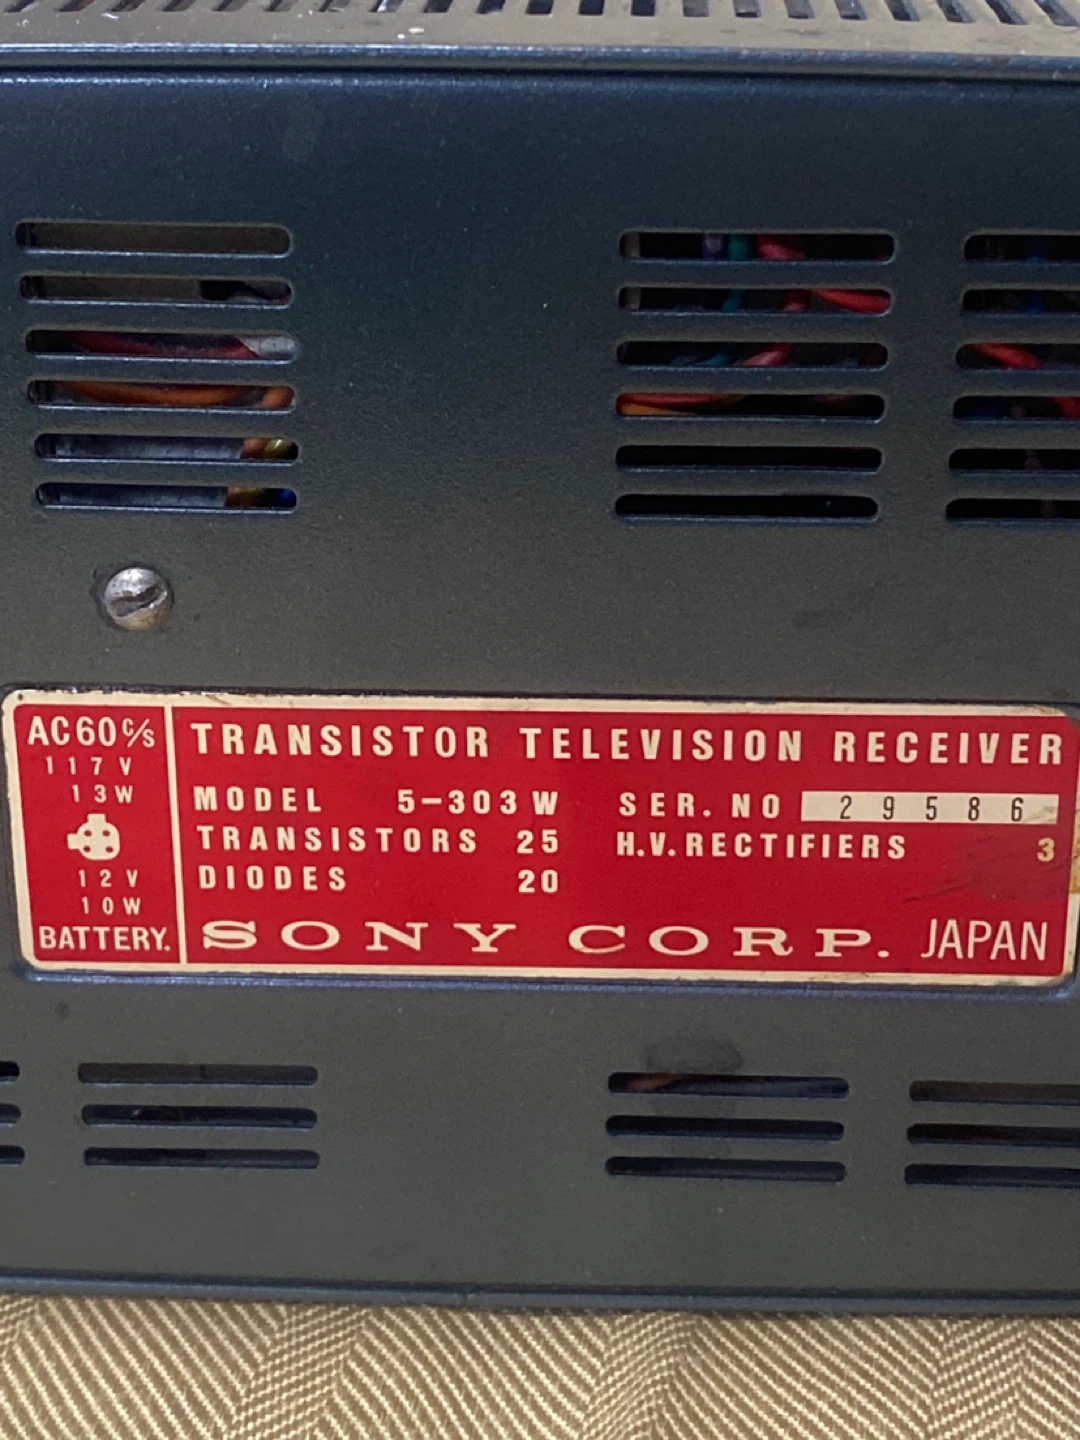 AC60 c/s
117V
13W
12V
10W
BATTERY.
TRANSISTOR TELEVISION RECEIVER
MODEL 5-303W SER. NO 29586
TRANSISTORS 25 H.V. RECTIFIERS 3
DIODES 20
SONY CORP. JAPAN